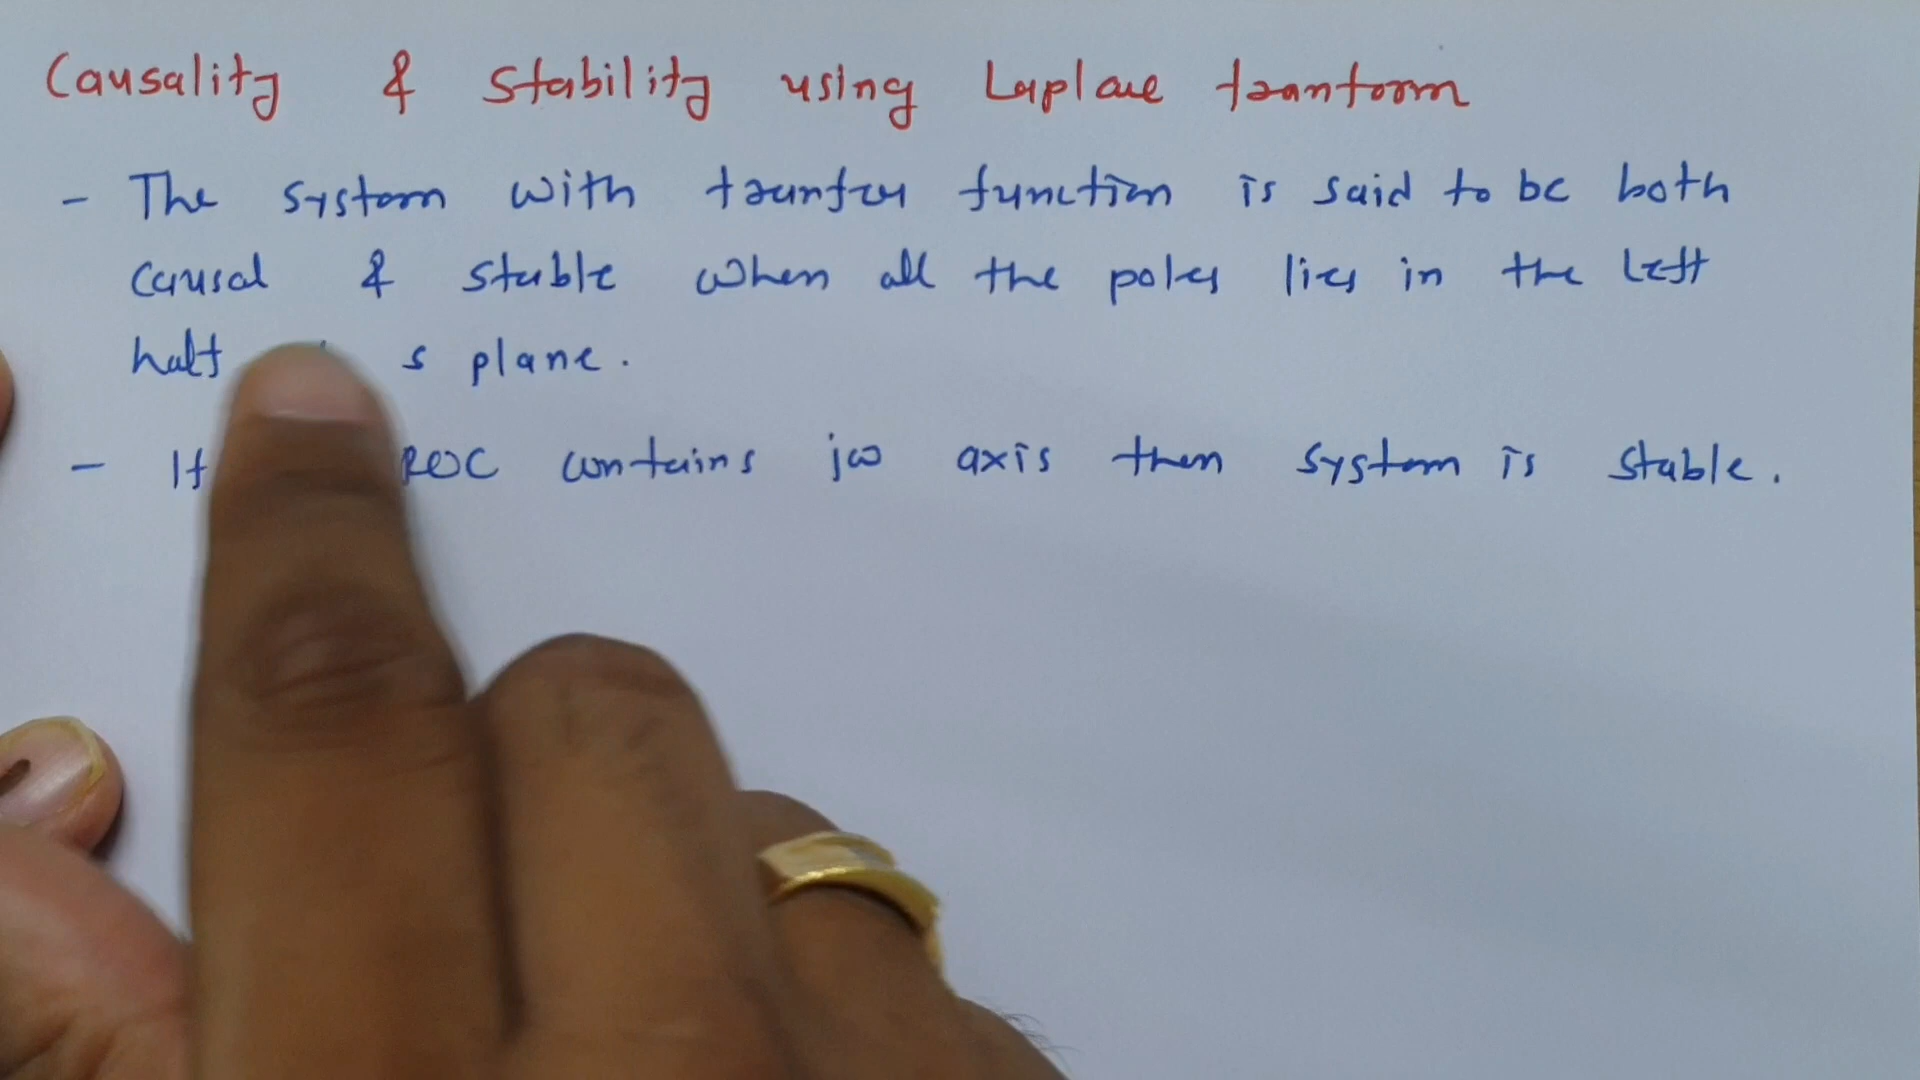 Causality & Stability using Laplace transform
- The system with transfer function is said to be both
causal & stable when all the poles lies in the left
half s plane.
- If ROC contains jω axis then system is stable.